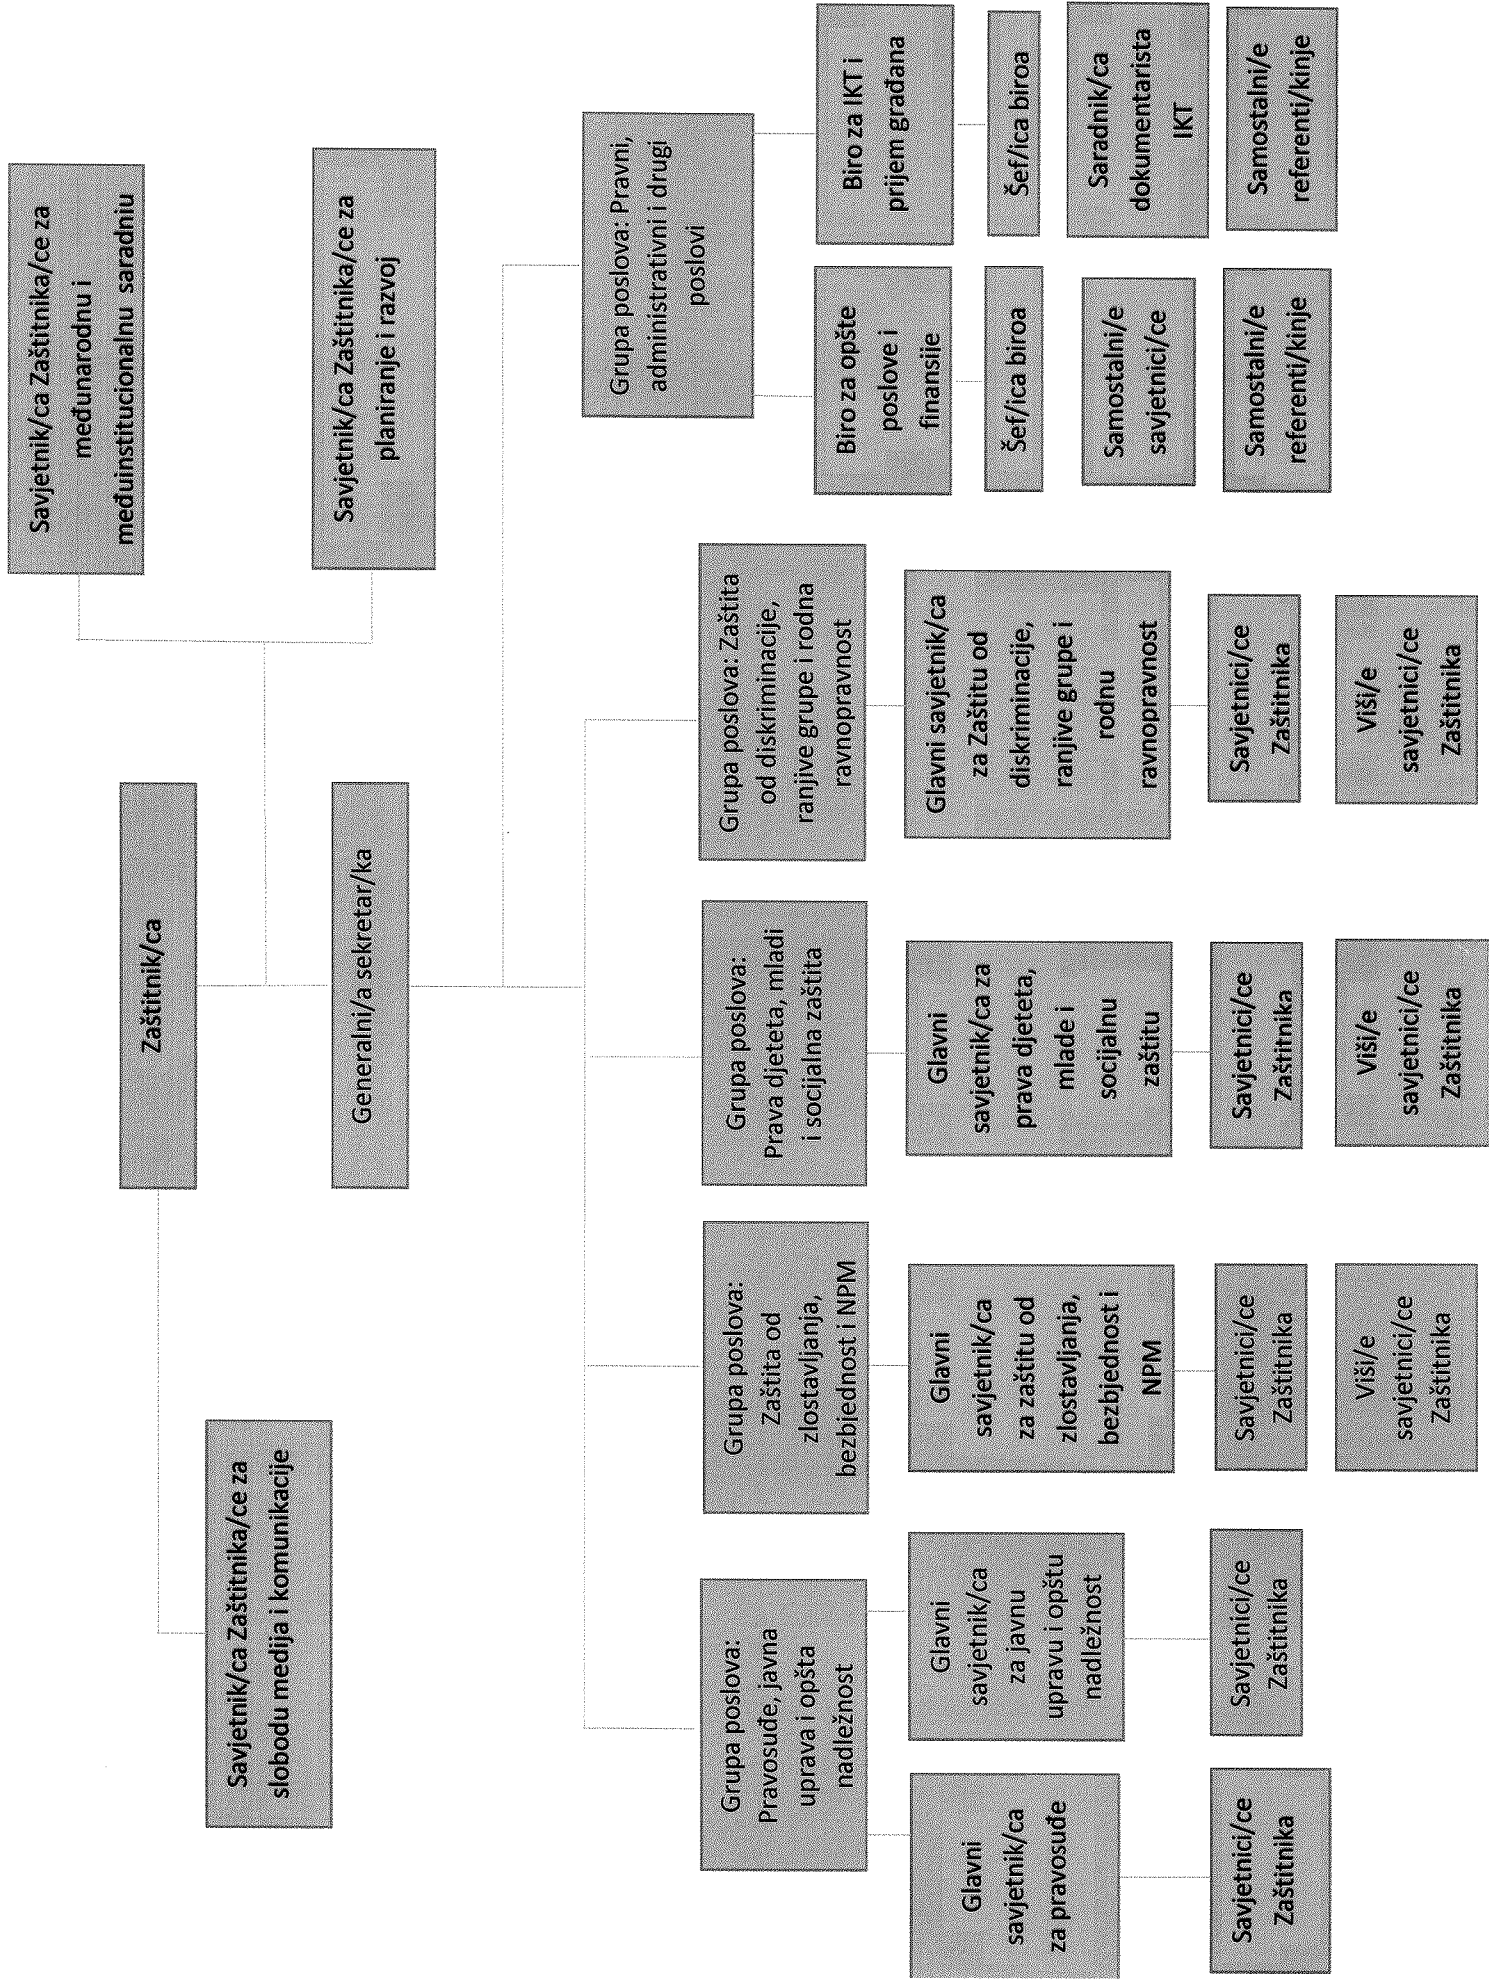 Zaštitnik/ca
Savjetnik/ca Zaštitnika/ce za
slobodu medija i komunikacije
Savjetnik/ca Zaštitnika/ce za
međunarodnu i
međuinstitucionalnu saradniu
Generalni/a sekretar/ka
Savjetnik/ca Zaštitnika/ce za
planiranje i razvoj
Grupa poslova:
Pravosuđe, javna
uprava i opšta
nadležnost
Glavni
savjetnik/ca
za pravosuđe
Savjetnici/ce
Zaštitnika
Glavni
savjetnik/ca
za javnu
upravu i opštu
nadležnost
Savjetnici/ce
Zaštitnika
Grupa poslova:
Zaštita od
zlostavljanja,
bezbjednost i NPM
Glavni
savjetnik/ca
za zaštitu od
zlostavljanja,
bezbjednost i
NPM
Savjetnici/ce
Zaštitnika
Viši/e
savjetnici/ce
Zaštitnika
Grupa poslova:
Prava djeteta, mladi
i socijalna zaštita
Glavni
savjetnik/ca za
prava djeteta,
mlade i
socijalnu
zaštitu
Savjetnici/ce
Zaštitnika
Viši/e
savjetnici/ce
Zaštitnika
Grupa poslova: Zaštita
od diskriminacije,
ranjive grupe i rodna
ravnopravnost
Glavni savjetnik/ca
za Zaštitu od
diskriminacije,
ranjive grupe i
rodnu
ravnopravnost
Savjetnici/ce
Zaštitnika
Viši/e
savjetnici/ce
Zaštitnika
Grupa poslova: Pravni,
administrativni i drugi
poslovi
Biro za opšte
poslove i
finansije
Šef/ica biroa
Samostalni/e
savjetnici/ce
Samostalni/e
referenti/kinje
Biro za IKT i
prijem građana
Šef/ica biroa
Saradnik/ca
dokumentarista
IKT
Samostalni/e
referenti/kinje